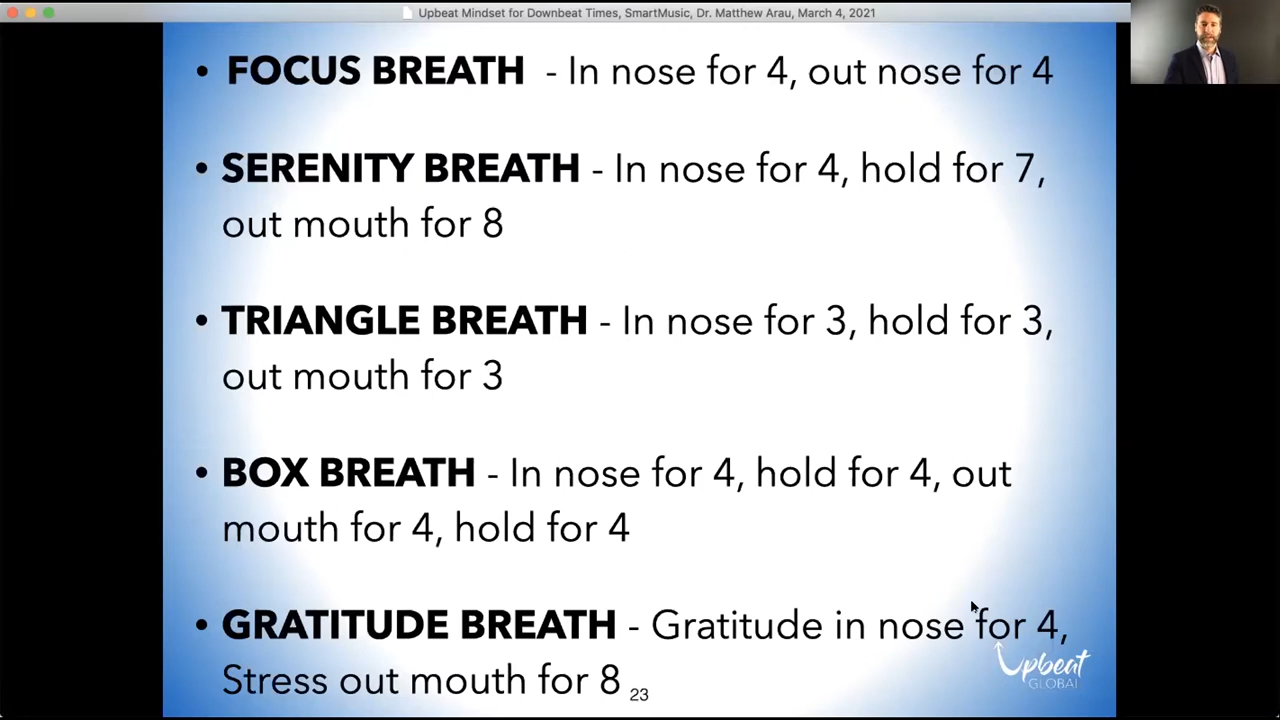 Upbeat Mindset for Downbeat Times, SmartMusic, Dr. Matthew Arau, March 4, 2021
• FOCUS BREATH - In nose for 4, out nose for 4
• SERENITY BREATH - In nose for 4, hold for 7,
out mouth for 8
• TRIANGLE BREATH - In nose for 3, hold for 3,
out mouth for 3
• BOX BREATH - In nose for 4, hold for 4, out
mouth for 4, hold for 4
• GRATITUDE BREATH - Gratitude in nose for 4,
Stress out mouth for 8
Upbeat
GLOBAL
23